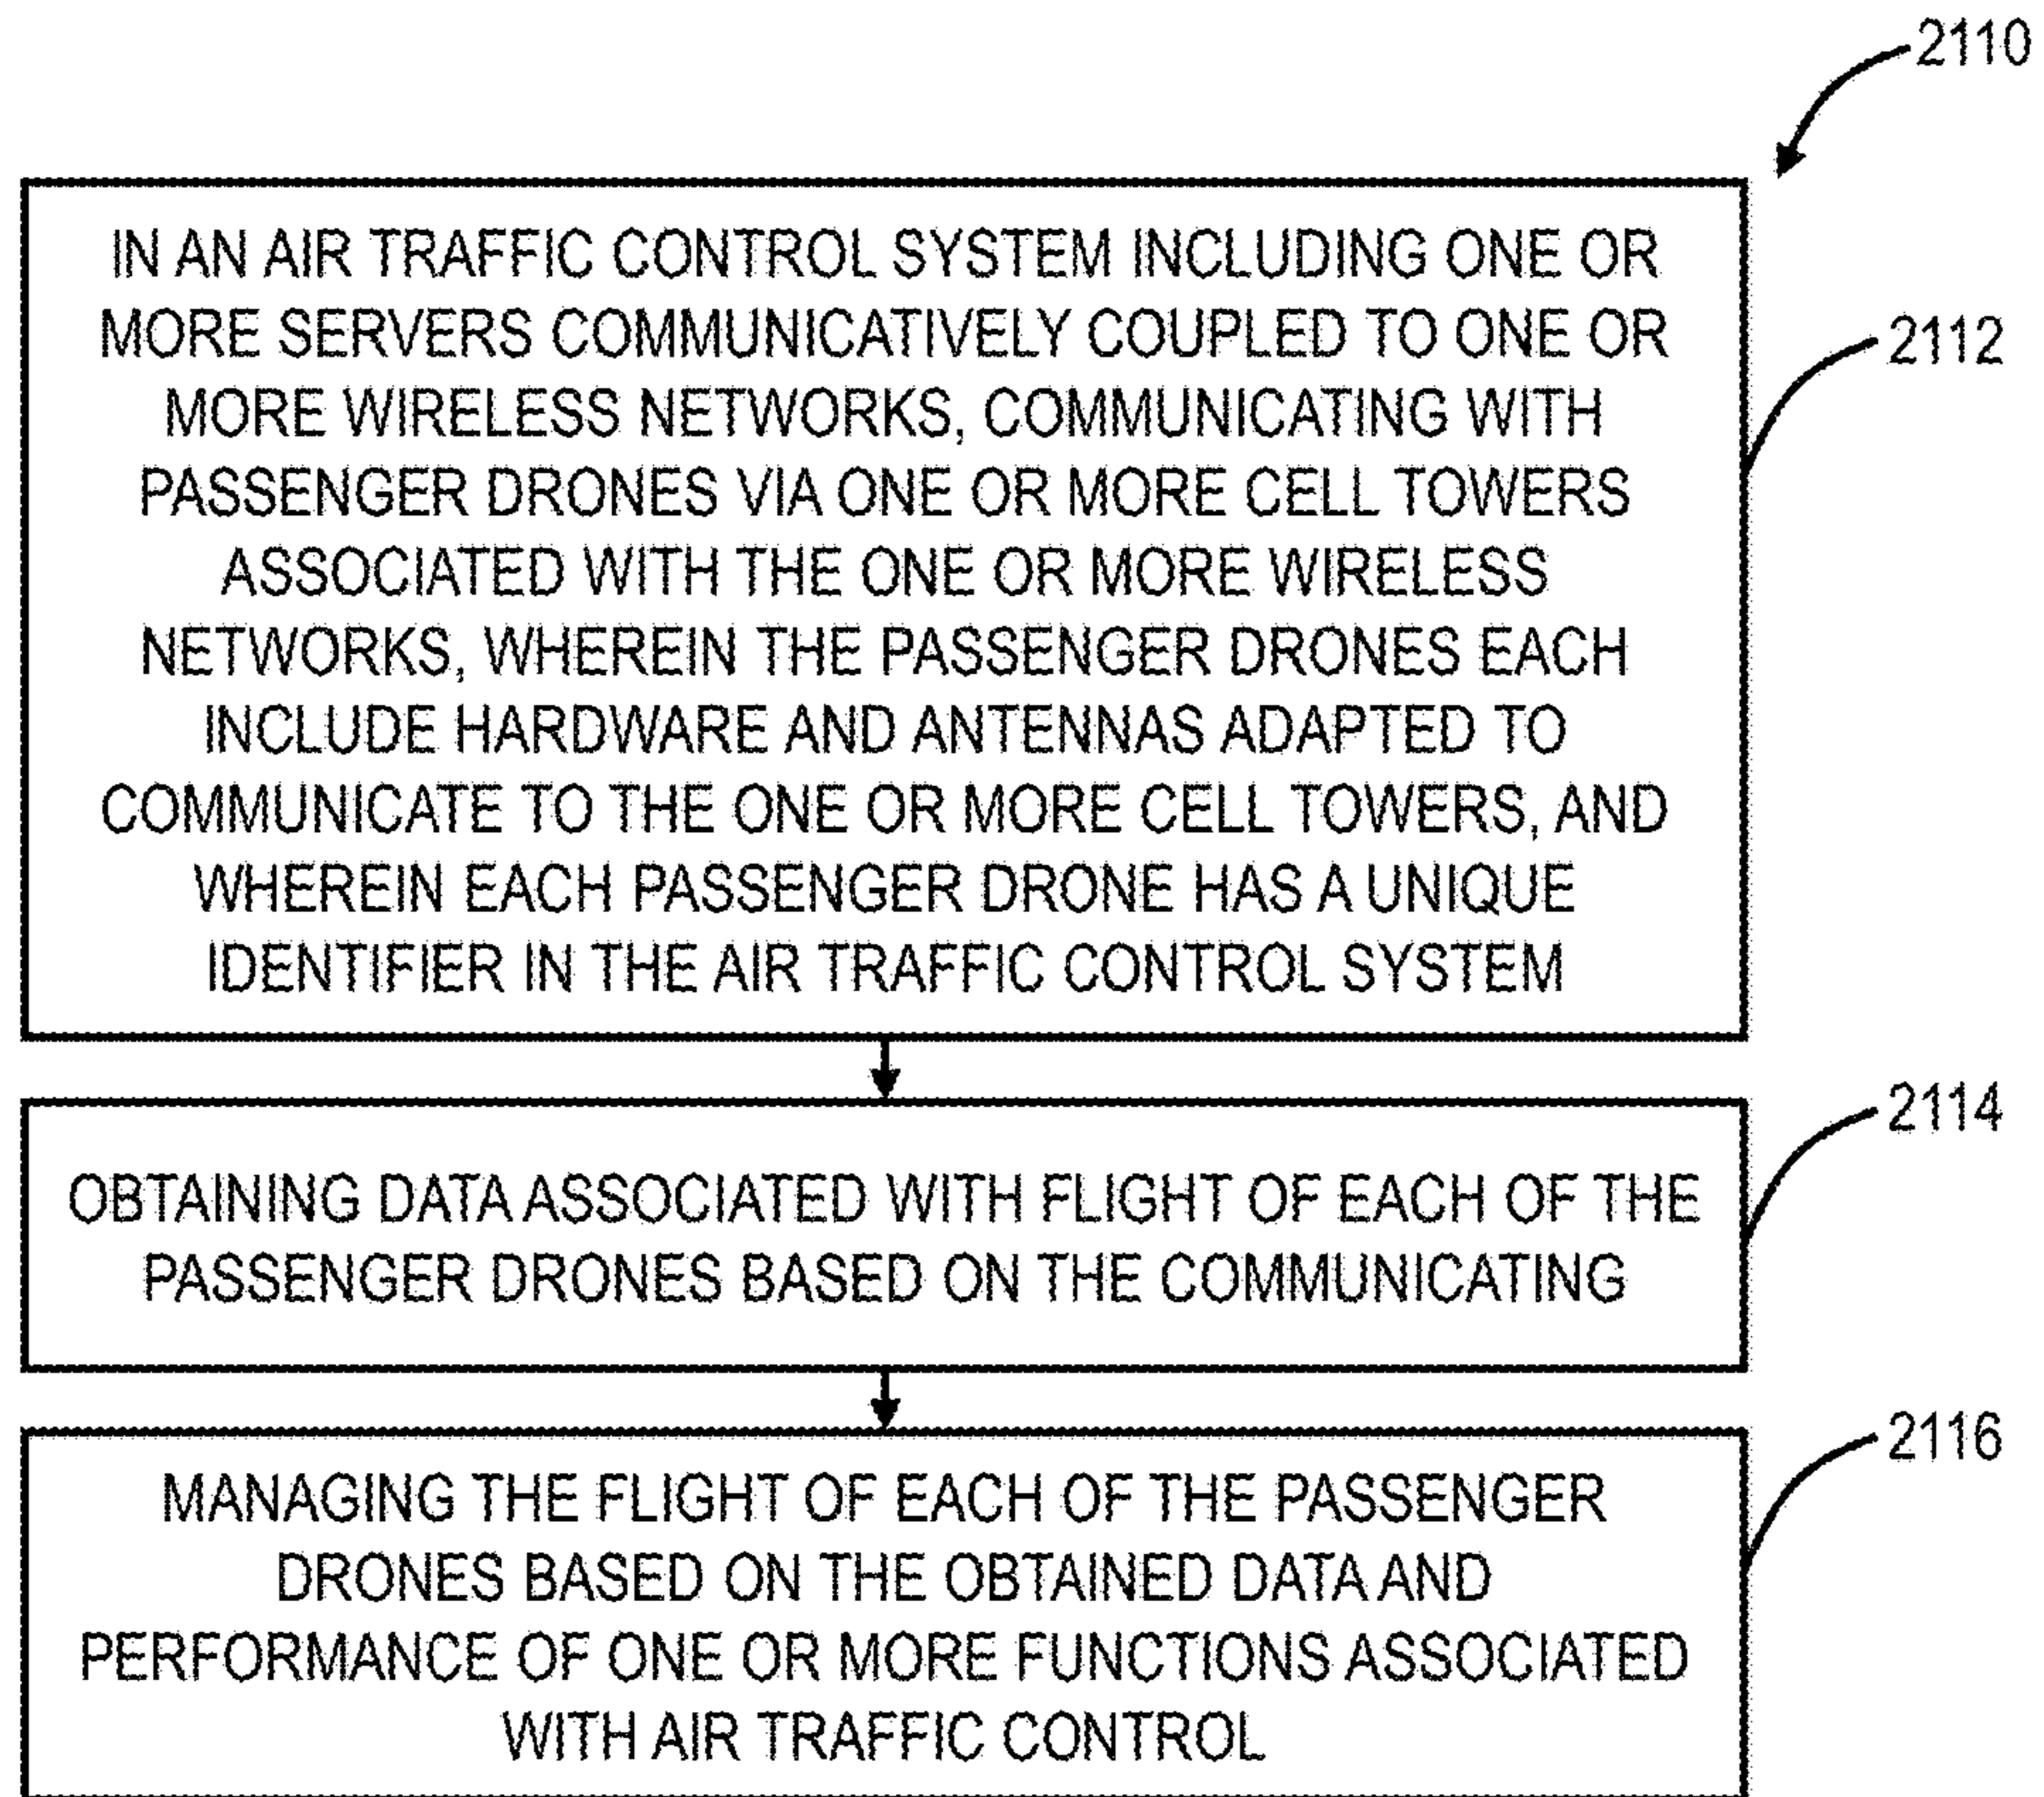 2110
IN AN AIR TRAFFIC CONTROL SYSTEM INCLUDING ONE OR
MORE SERVERS COMMUNICATIVELY COUPLED TO ONE OR
2112
MORE WIRELESS NETWORKS, COMMUNICATING WITH
PASSENGER DRONES VIA ONE OR MORE CELL TOWERS
ASSOCIATED WITH THE ONE OR MORE WIRELESS
NETWORKS, WHEREIN THE PASSENGER DRONES EACH
INCLUDE HARDWARE AND ANTENNAS ADAPTED TO
COMMUNICATE TO THE ONE OR MORE CELL TOWERS, AND
WHEREIN EACH PASSENGER DRONE HAS A UNIQUE
IDENTIFIER IN THE AIR TRAFFIC CONTROL SYSTEM
2114
OBTAINING DATA ASSOCIATED WITH FLIGHT OF EACH OF THE
PASSENGER DRONES BASED ON THE COMMUNICATING
2116
MANAGING THE FLIGHT OF EACH OF THE PASSENGER
DRONES BASED ON THE OBTAINED DATA AND
PERFORMANCE OF ONE OR MORE FUNCTIONS ASSOCIATED
WITH AIR TRAFFIC CONTROL